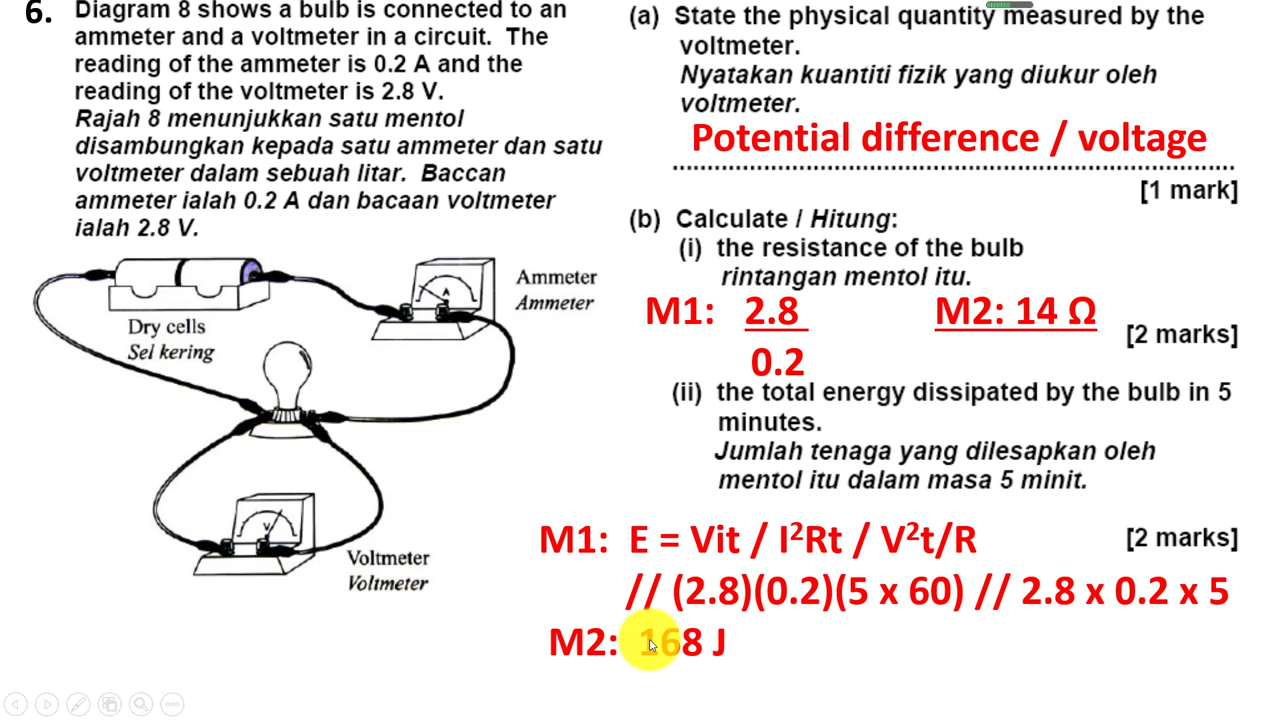 6. Diagram 8 shows a bulb is connected to an
ammeter and a voltmeter in a circuit. The
reading of the ammeter is 0.2 A and the
reading of the voltmeter is 2.8 V.
Rajah 8 menunjukkan satu mentol
disambungkan kepada satu ammeter dan satu
voltmeter dalam sebuah litar. Baccan
ammeter ialah 0.2 A dan bacaan voltmeter
ialah 2.8 V.
Ammeter
Ammeter
A
Dry cells
Sel kering
V
Voltmeter
Voltmeter
(a) State the physical quantity measured by the
voltmeter.
Nyatakan kuantiti fizik yang diukur oleh
voltmeter.
Potential difference / voltage
[1 mark]
(b) Calculate / Hitung:
(i) the resistance of the bulb
rintangan mentol itu.
M1: 2.8 M2: 14 Ω
0.2
[2 marks]
(ii) the total energy dissipated by the bulb in 5
minutes.
Jumlah tenaga yang dilesapkan oleh
mentol itu dalam masa 5 minit.
M1: E = Vit / I²Rt / V²t/R
[2 marks]
// (2.8)(0.2)(5 x 60) // 2.8 x 0.2 x 5
M2: 168 J